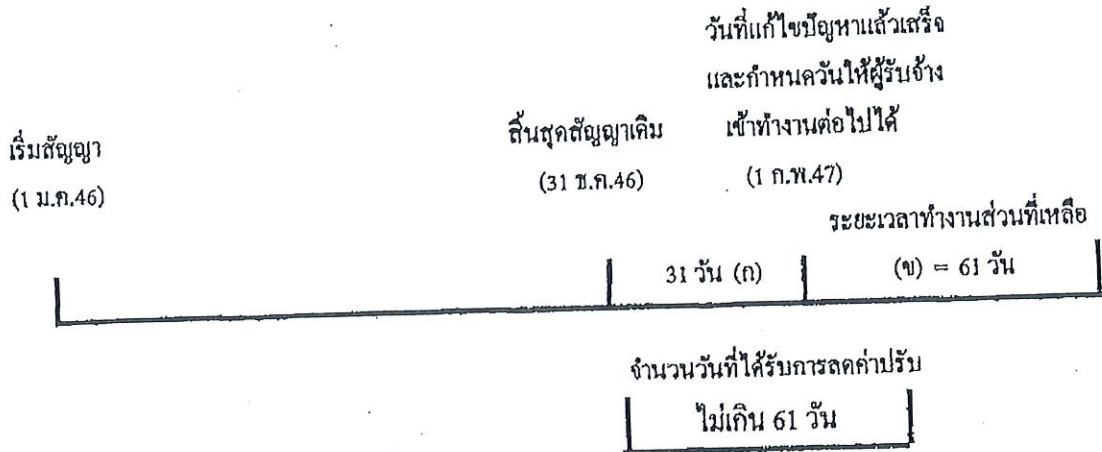 วันที่แก้ไขปัญหาแล้วเสร็จ
และกำหนดวันให้ผู้รับจ้าง
เข้าทำงานต่อไปได้
(1 ก.พ.47)
สิ้นสุดสัญญาเดิม
(31 ธ.ค.46)
เริ่มสัญญา
(1 ม.ค.46)
ระยะเวลาทำงานส่วนที่เหลือ
31 วัน (ก)
(ข) = 61 วัน
จำนวนวันที่ได้รับการลดค่าปรับ
ไม่เกิน 61 วัน